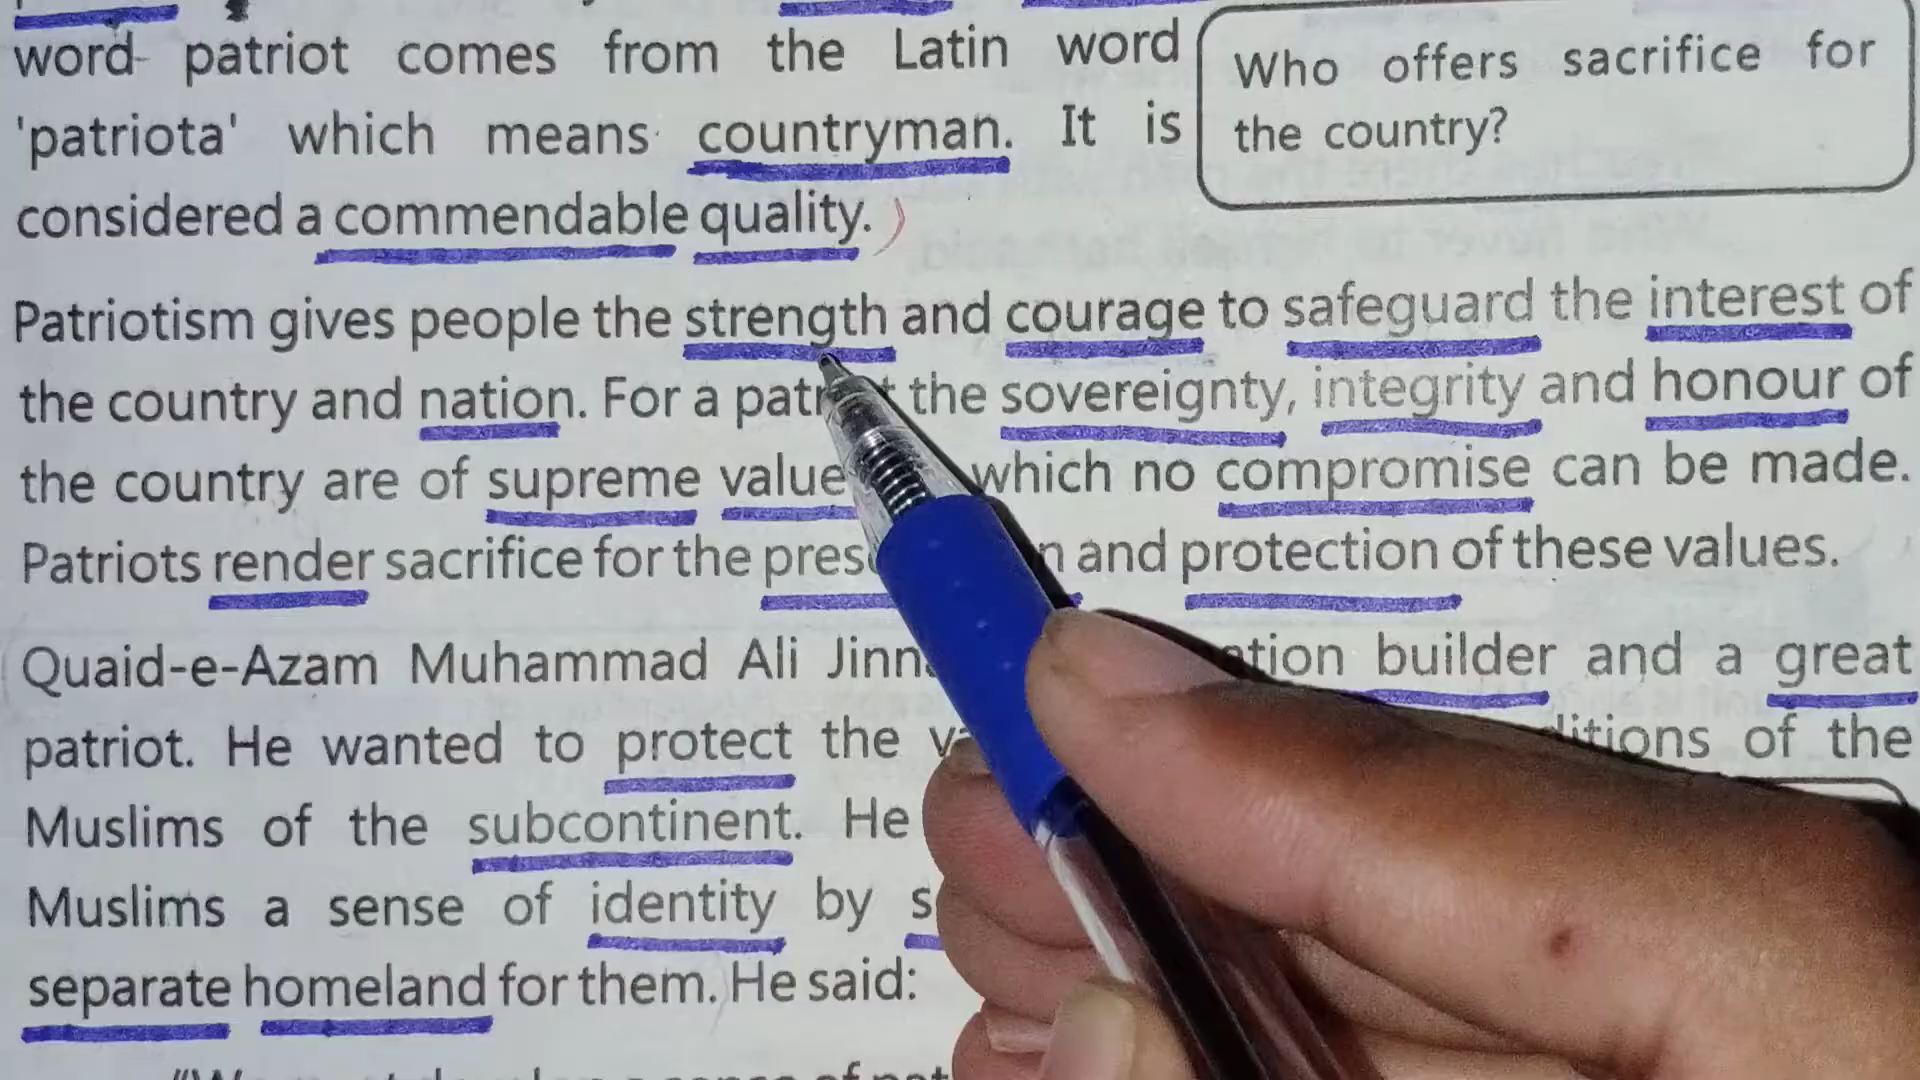 word patriot comes from the Latin word
'patriota' which means countryman. It is
considered a commendable quality.
Who offers sacrifice for
the country?
Patriotism gives people the strength and courage to safeguard the interest of
the country and nation. For a the sovereignty, integrity and honour of
the country are of supreme value which no compromise can be made.
Patriots render sacrifice for the and protection of these values.
Quaid-e-Azam Muhammad Ali builder and a great
patriot. He wanted to protect the of the
Muslims of the subcontinent. He
Muslims a sense of identity by
separate homeland for them. He said: